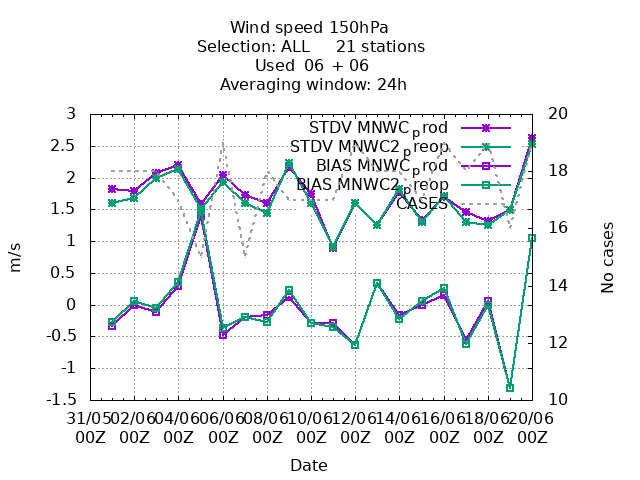 Wind speed 150hPa
Selection: ALL     21 stations
Used  06 + 06
Averaging window: 24h
3
2.5
2
1.5
1
0.5
0
-0.5
-1
-1.5
m/s
20
18
16
14
12
10
No cases
STDV MNWC_prod
STDV MNWC2_preop
BIAS MNWC_prod
BIAS MNWC2_preop
CASES
31/05 02/06 04/06 06/06 08/06 10/06 12/06 14/06 16/06 18/06 20/06
00Z 00Z 00Z 00Z 00Z 00Z 00Z 00Z 00Z 00Z 00Z
Date